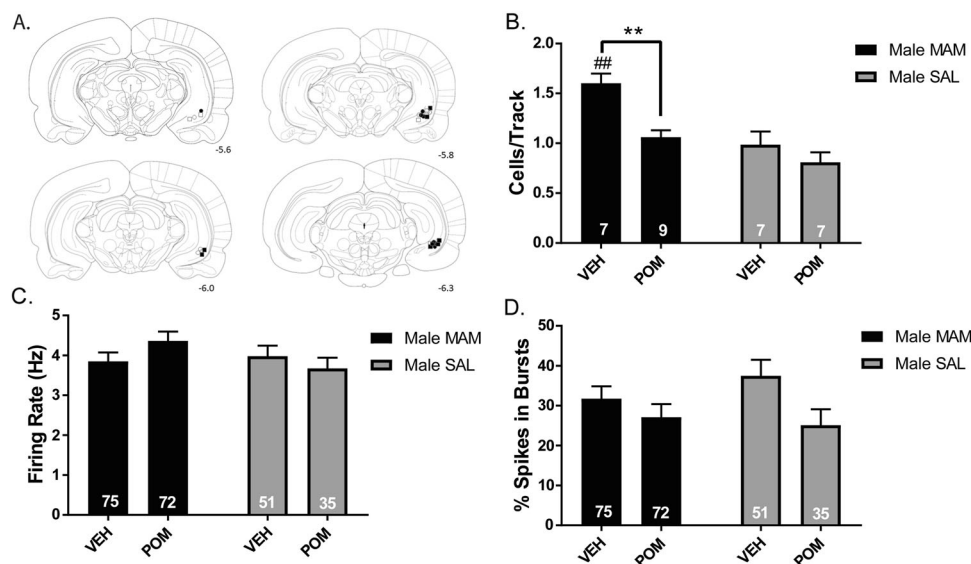 A.
-5.6
-5.8
-6.0
-6.3
B.
Cells/Track
2.0
1.5
1.0
0.5
0.0
**
##
7
9
7
7
VEH
POM
VEH
POM
Male MAM
Male SAL
C.
Firing Rate (Hz)
5
4
3
2
1
0
75
72
51
35
VEH
POM
VEH
POM
Male MAM
Male SAL
D.
% Spikes in Bursts
50
40
30
20
10
0
75
72
51
35
VEH
POM
VEH
POM
Male MAM
Male SAL